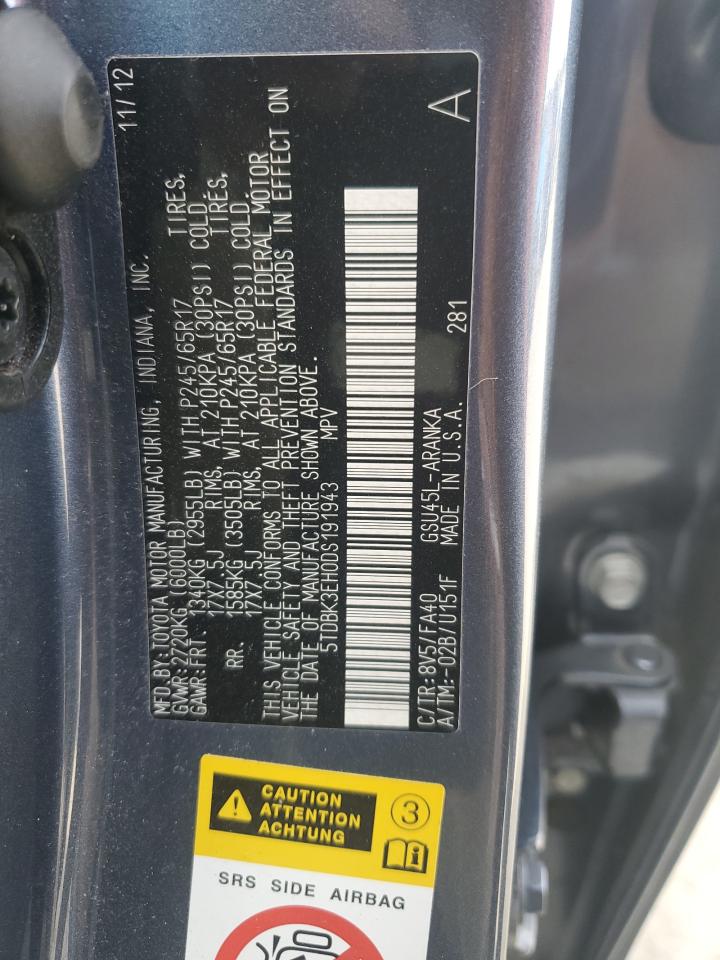 MFD.BY:TOYOTA MOTOR MANUFACTURING, INDIANA, INC. 11/12
GVWR:2720KG (6000LB)
GAWR:FRT. 1340KG (2955LB) WITH P245/65R17 TIRES,
17X7.5J RIMS, AT 210KPA (30PSI) COLD.
RR. 1585KG (3505LB) WITH P245/65R17 TIRES,
17X7.5J RIMS, AT 210KPA (30PSI) COLD.
THIS VEHICLE CONFORMS TO ALL APPLICABLE FEDERAL MOTOR
VEHICLE SAFETY AND THEFT PREVENTION STANDARDS IN EFFECT ON
THE DATE OF MANUFACTURE SHOWN ABOVE.
5TDBK3EH0DS191943 MPV
C/TR:8V5/FA40 GSU45L-ARANKA
A/TM:-02B/U151F MADE IN U.S.A. 281
A
CAUTION
ATTENTION
ACHTUNG
3
i
SRS SIDE AIRBAG